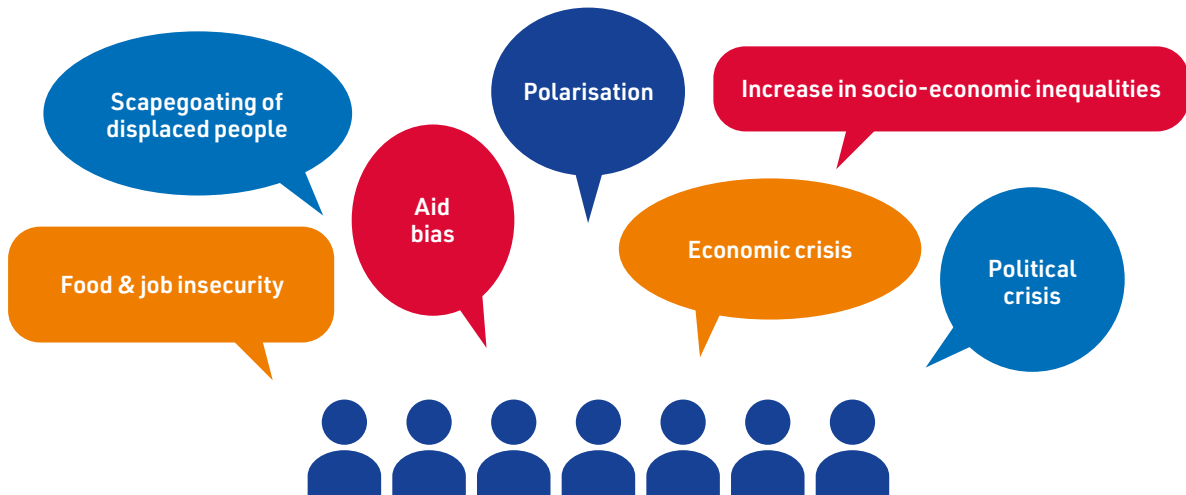 Scapegoating of
displaced people
Polarisation
Increase in socio-economic inequalities
Aid
bias
Food & job insecurity
Economic crisis
Political
crisis